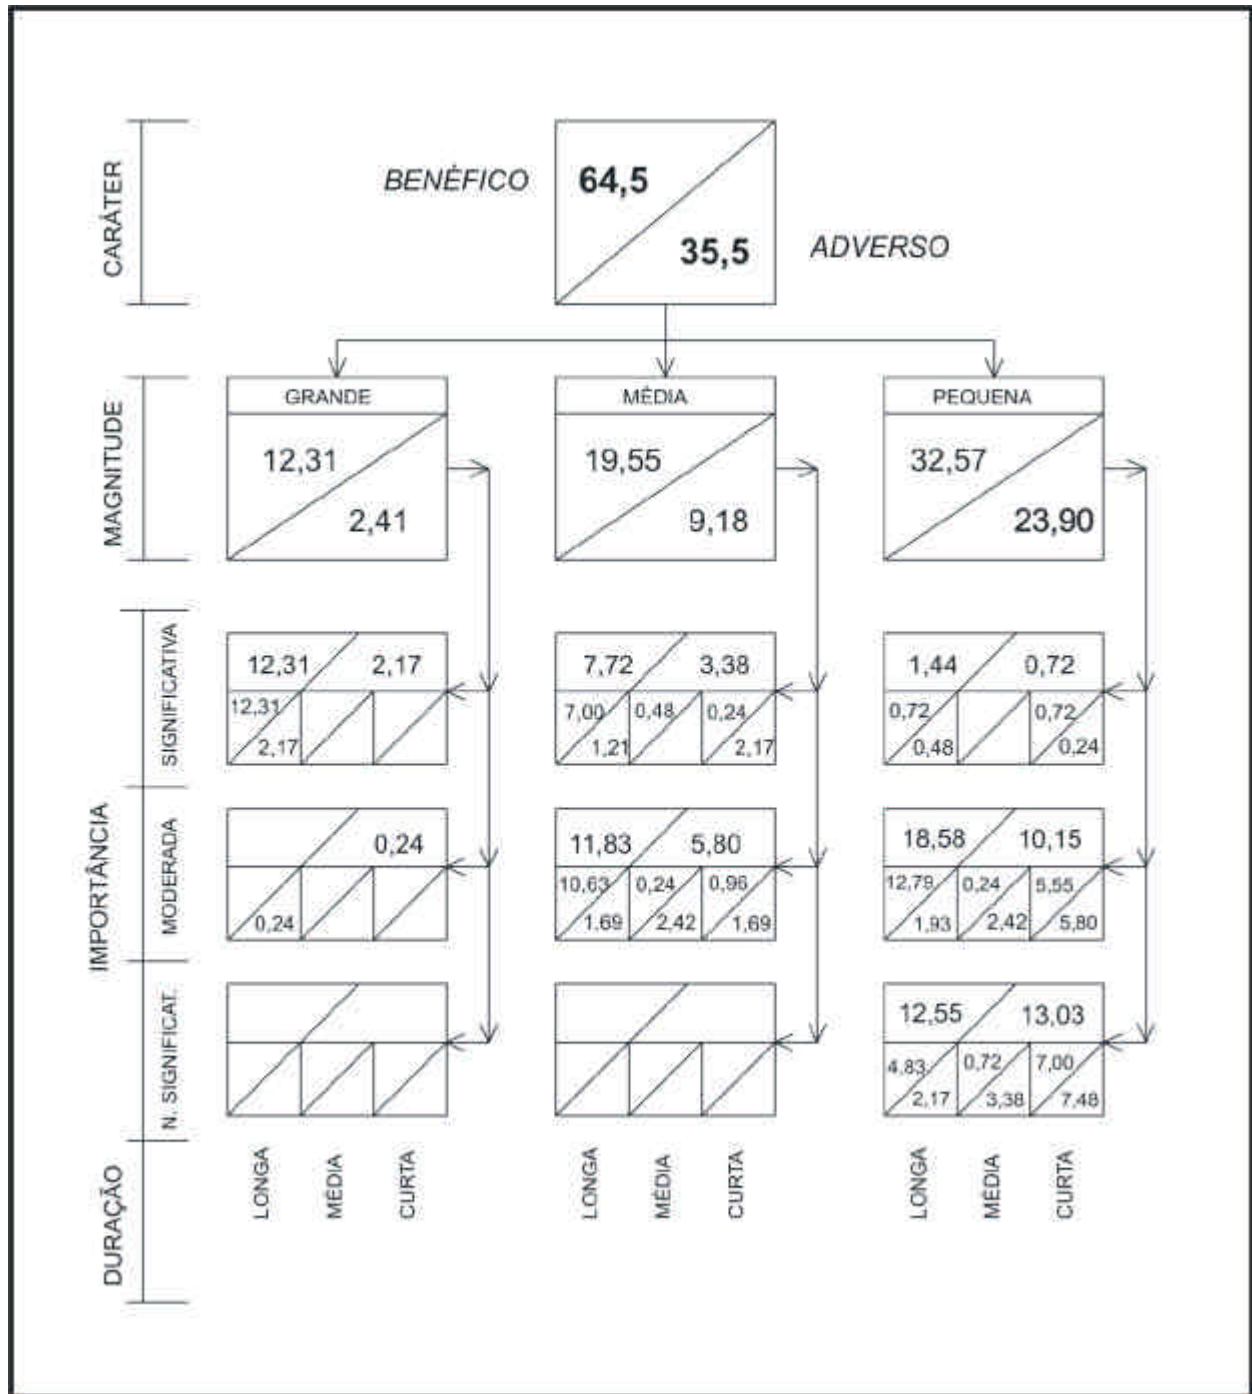 CARÁTER
BENÉFICO
64,5
35,5
ADVERSO
MAGNITUDE
GRANDE
MÉDIA
PEQUENA
12,31
19,55
32,57
2,41
9,18
23,90
IMPORTÂNCIA
SIGNIFICATIVA
12,31 2,17
7,72 3,38
1,44 0,72
12,31
7,00 0,48 0,24
0,72 0,72
2,17
1,21 2,17
0,48 0,24
MODERADA
0,24
11,83 5,80
18,58 10,15
10,63 0,24 0,96
12,79 0,24 5,55
0,24
1,69 2,42 1,69
1,93 2,42 5,80
N. SIGNIFICAT.
12,55 13,03
4,83 0,72 7,00
2,17 3,38 7,48
DURAÇÃO
LONGA MÉDIA CURTA
LONGA MÉDIA CURTA
LONGA MÉDIA CURTA